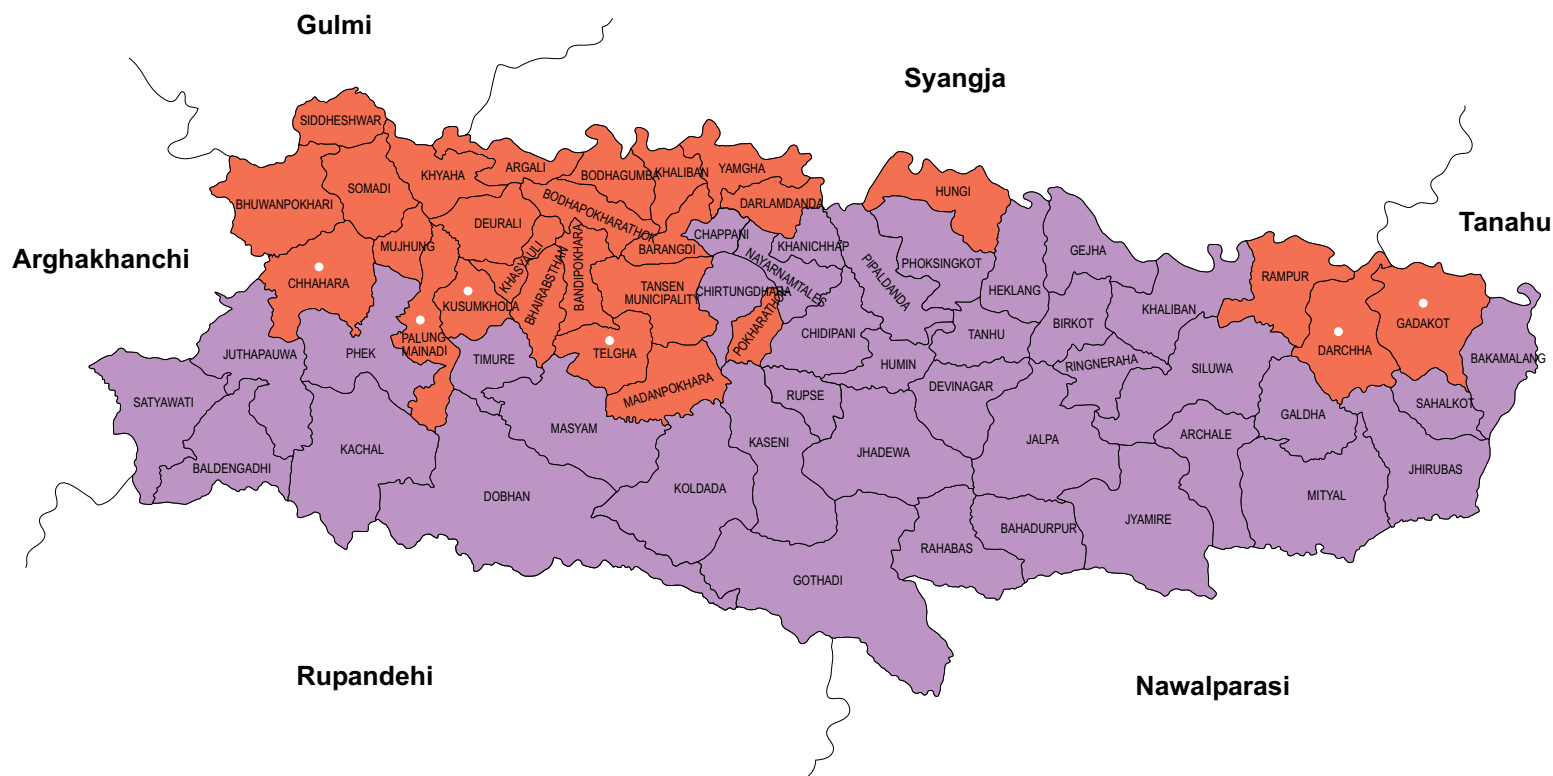 Gulmi
Syangja
Tanahu
Arghakhanchi
Rupandehi
Nawalparasi
SIDDHESHWAR
BHUWANPOKHARI
SOMADI
KHYAHA
ARGALI
BODHAGUMBA
KHALIBAN
YAMGHA
DARLAMDANDA
HUNGI
BODHAPOKHARATHOK
DEURALI
MUJHUNG
CHHAHARA
KUSUMKHOLA
KHASYAULI
BHAIRABSTHAN
BANDIPOKHARA
BARANGDI
TANSEN
MUNICIPALITY
CHAPPANI
NAYARNAMTALES
KHANICHHAP
PIPALDANDA
PHOKSINGKOT
HEKLANG
GEJHA
RAMPUR
GADAKOT
DARCHHA
BAKAMALANG
CHIRTUNGDHARA
POKHARATHOK
CHIDIPANI
TANHU
BIRKOT
KHALIBAN
JUTHAPAUWA
PHEK
PALUNG
MAINADI
TIMURE
TELGHA
MADANPOKHARA
HUMIN
DEVINAGAR
RINGNERAHA
SILUWA
SATYAWATI
RUPSE
GALDHA
SAHALKOT
MASYAM
KACHAL
KASENI
JHADEWA
JALPA
ARCHALE
BALDENGADHI
DOBHAN
KOLDADA
MITYAL
JHIRUBAS
JYAMIRE
BAHADURPUR
RAHABAS
GOTHADI